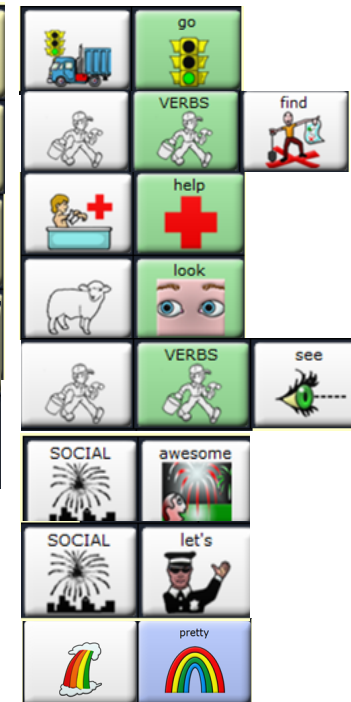 go
VERBS find
help
look
VERBS see
SOCIAL awesome
SOCIAL let's
pretty